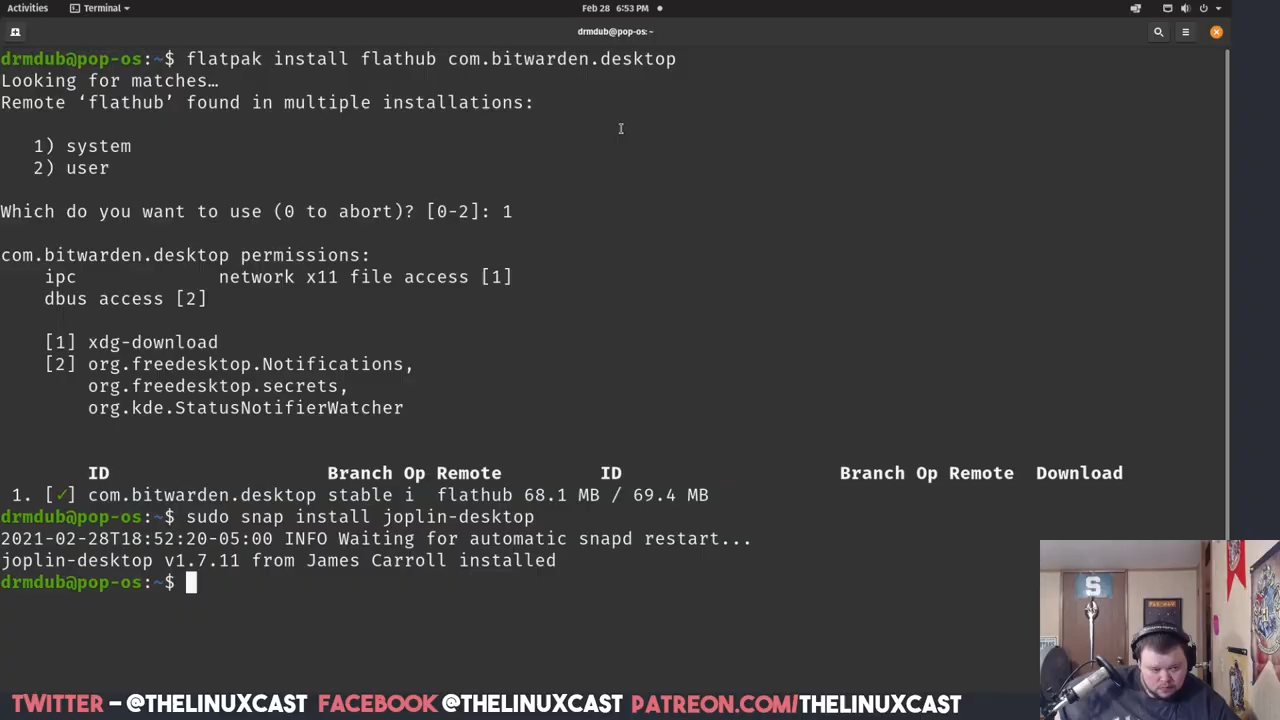 Activities
Terminal
Feb 28 6:53 PM
drmdub@pop-os: ~
drmdub@pop-os:~$ flatpak install flathub com.bitwarden.desktop
Looking for matches…
Remote ‘flathub’ found in multiple installations:
1) system
2) user
Which do you want to use (0 to abort)? [0-2]: 1
com.bitwarden.desktop permissions:
ipc network x11 file access [1]
dbus access [2]
[1] xdg-download
[2] org.freedesktop.Notifications,
org.freedesktop.secrets,
org.kde.StatusNotifierWatcher
ID Branch Op Remote ID Branch Op Remote Download
1. [✓] com.bitwarden.desktop stable i flathub 68.1 MB / 69.4 MB
drmdub@pop-os:~$ sudo snap install joplin-desktop
2021-02-28T18:52:20-05:00 INFO Waiting for automatic snapd restart...
joplin-desktop v1.7.11 from James Carroll installed
drmdub@pop-os:~$
S
TWITTER – @THELINUXCAST FACEBOOK @THELINUXCAST PATREON.COM/THELINUXCAST